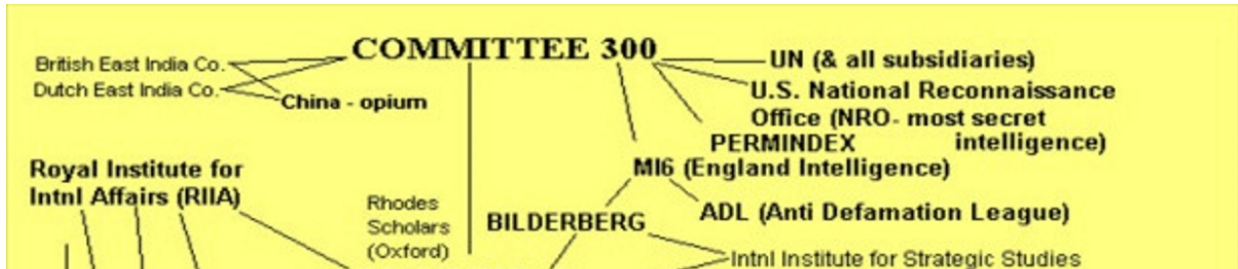 COMMITTEE 300
British East India Co.
Dutch East India Co.
China - opium
UN (& all subsidiaries)
U.S. National Reconnaissance
Office (NRO- most secret
PERMINDEX intelligence)
MI6 (England Intelligence)
Royal Institute for
Intnl Affairs (RIIA)
Rhodes
Scholars
(Oxford)
BILDERBERG
ADL (Anti Defamation League)
Intnl Institute for Strategic Studies